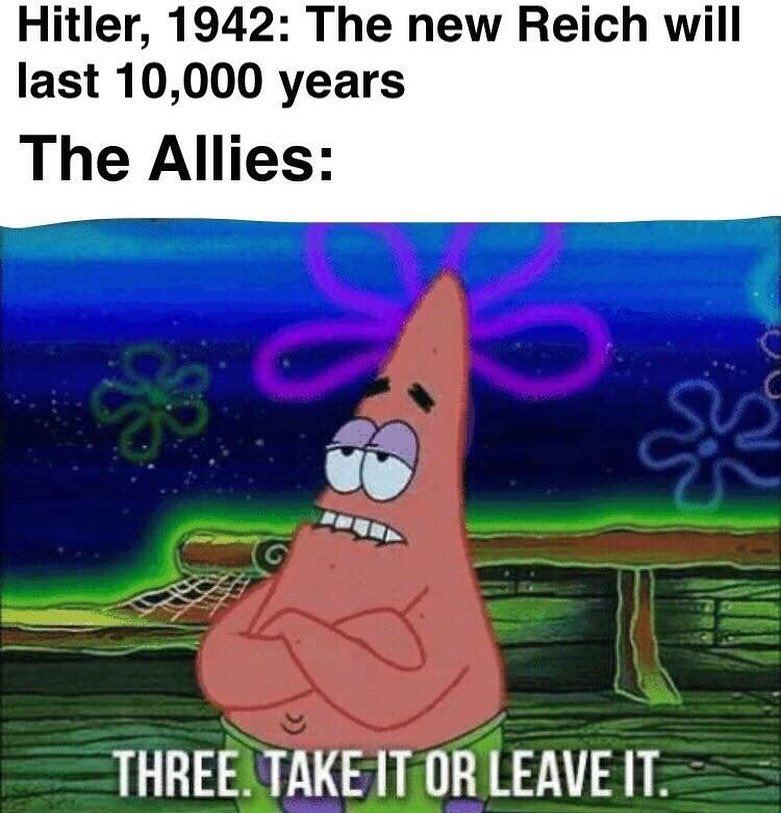 Hitler, 1942: The new Reich will
last 10,000 years
The Allies:
THREE. TAKE IT OR LEAVE IT.